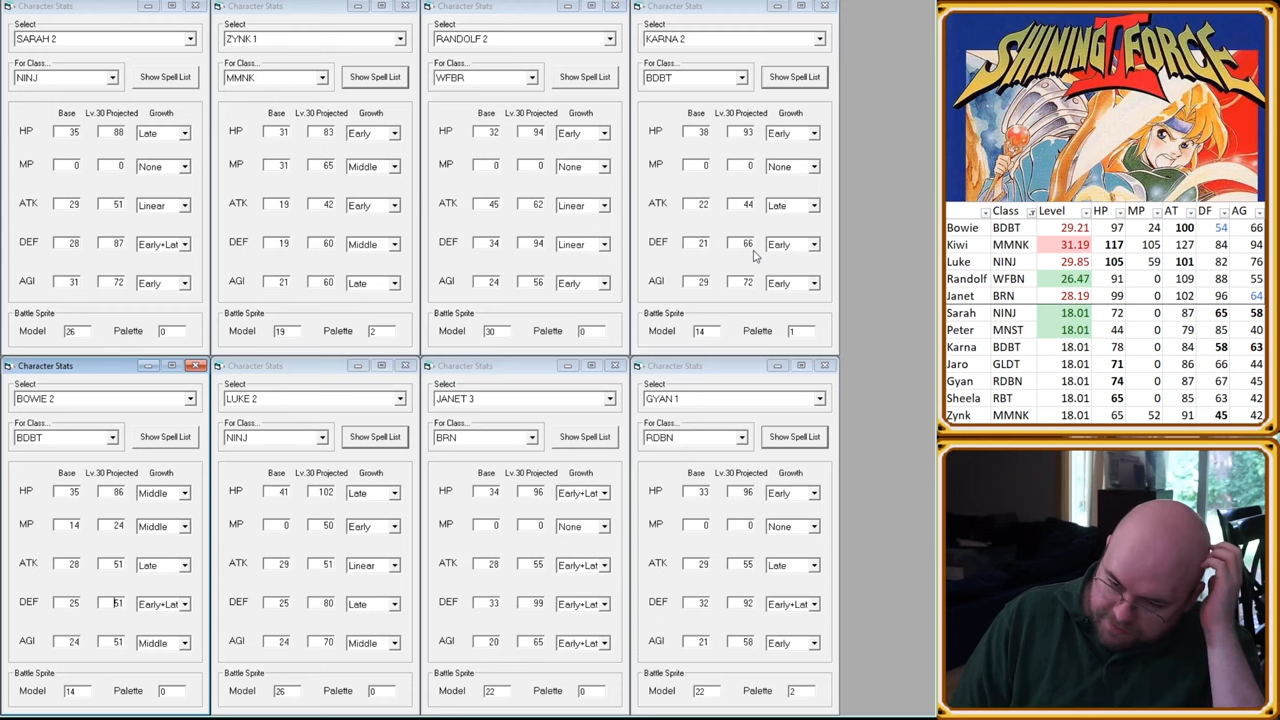 Character Stats
Select
SARAH 2
For Class...
NINJ
Show Spell List
Base Lv.30 Projected Growth
HP 35 88 Late
MP 0 0 None
ATK 29 51 Linear
DEF 28 87 Early+Lat
AGI 31 72 Early
Battle Sprite
Model 26 Palette 0
Character Stats
Select
ZYNK 1
For Class...
MMNK
Show Spell List
Base Lv.30 Projected Growth
HP 31 83 Early
MP 31 65 Middle
ATK 19 42 Early
DEF 19 60 Middle
AGI 21 60 Late
Battle Sprite
Model 19 Palette 2
Character Stats
Select
RANDOLF 2
For Class...
WFBR
Show Spell List
Base Lv.30 Projected Growth
HP 32 94 Early
MP 0 0 None
ATK 45 62 Linear
DEF 34 94 Linear
AGI 24 56 Early
Battle Sprite
Model 30 Palette 0
Character Stats
Select
KARNA 2
For Class...
BDBT
Show Spell List
Base Lv.30 Projected Growth
HP 38 93 Early
MP 0 0 None
ATK 22 44 Late
DEF 21 66 Early
AGI 29 72 Early
Battle Sprite
Model 14 Palette 1
Character Stats
Select
BOWIE 2
For Class...
BDBT
Show Spell List
Base Lv.30 Projected Growth
HP 35 86 Middle
MP 14 24 Middle
ATK 28 51 Late
DEF 25 51 Early+Lat
AGI 24 51 Middle
Battle Sprite
Model 14 Palette 0
Character Stats
Select
LUKE 2
For Class...
NINJ
Show Spell List
Base Lv.30 Projected Growth
HP 41 102 Late
MP 0 50 Early
ATK 29 51 Linear
DEF 25 80 Late
AGI 24 70 Middle
Battle Sprite
Model 26 Palette 0
Character Stats
Select
JANET 3
For Class...
BRN
Show Spell List
Base Lv.30 Projected Growth
HP 34 96 Early+Lat
MP 0 0 None
ATK 28 55 Early+Lat
DEF 33 99 Early+Lat
AGI 20 65 Early+Lat
Battle Sprite
Model 22 Palette 0
Character Stats
Select
GYAN 1
For Class...
RDBN
Show Spell List
Base Lv.30 Projected Growth
HP 33 96 Early
MP 0 0 None
ATK 29 55 Late
DEF 32 92 Early+Lat
AGI 21 58 Early
Battle Sprite
Model 22 Palette 2
SHINING FORCE II
Class Level HP MP AT DF AG
Bowie BDBT 29.21 97 24 100 54 66
Kiwi MMNK 31.19 117 105 127 84 94
Luke NINJ 29.85 105 59 101 82 76
Randolf WFBN 26.47 91 0 109 88 55
Janet BRN 28.19 99 0 102 96 64
Sarah NINJ 18.01 72 0 87 65 58
Peter MNST 18.01 44 0 79 85 40
Karna BDBT 18.01 78 0 84 58 63
Jaro GLDT 18.01 71 0 86 66 44
Gyan RDBN 18.01 74 0 87 67 45
Sheela RBT 18.01 65 0 85 63 42
Zynk MMNK 18.01 65 52 91 45 42